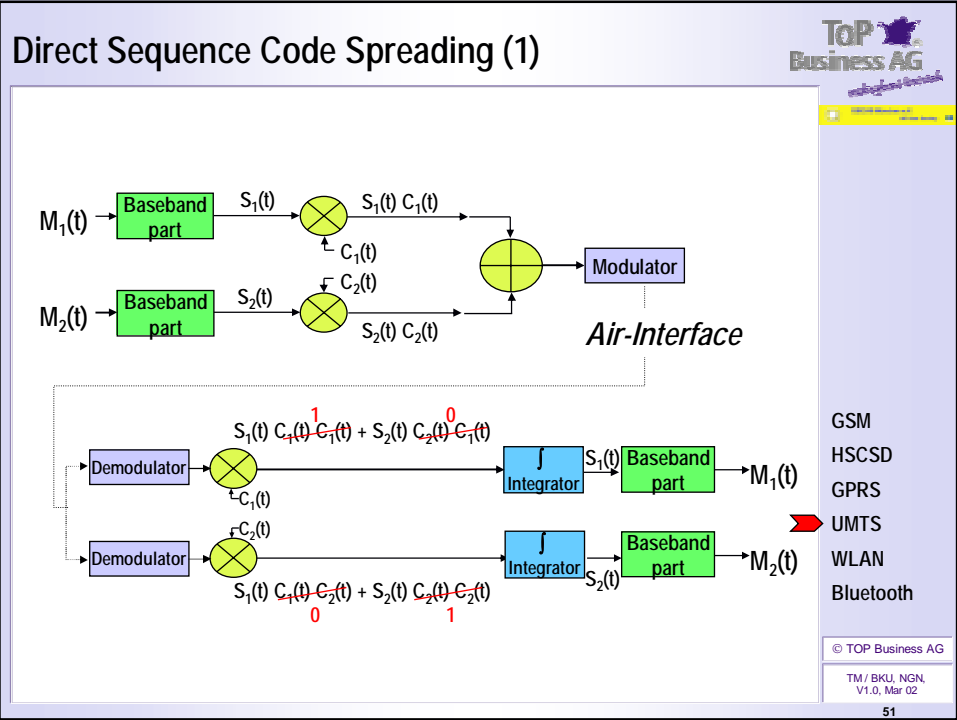 Direct Sequence Code Spreading (1)
ToP
Business AG
M₁(t)
Baseband
part
S₁(t)
S₁(t) C₁(t)
C₁(t)
C₂(t)
Modulator
M₂(t)
Baseband
part
S₂(t)
S₂(t) C₂(t)
Air-Interface
1
0
S₁(t) C₁(t) C₁(t) + S₂(t) C₂(t) C₁(t)
Demodulator
C₁(t)
∫
Integrator
S₁(t)
Baseband
part
M₁(t)
C₂(t)
Demodulator
∫
Integrator
S₂(t)
Baseband
part
M₂(t)
S₁(t) C₁(t) C₂(t) + S₂(t) C₂(t) C₂(t)
0
1
GSM
HSCSD
GPRS
UMTS
WLAN
Bluetooth
© TOP Business AG
TM / BKU, NGN,
V1.0, Mar 02
51